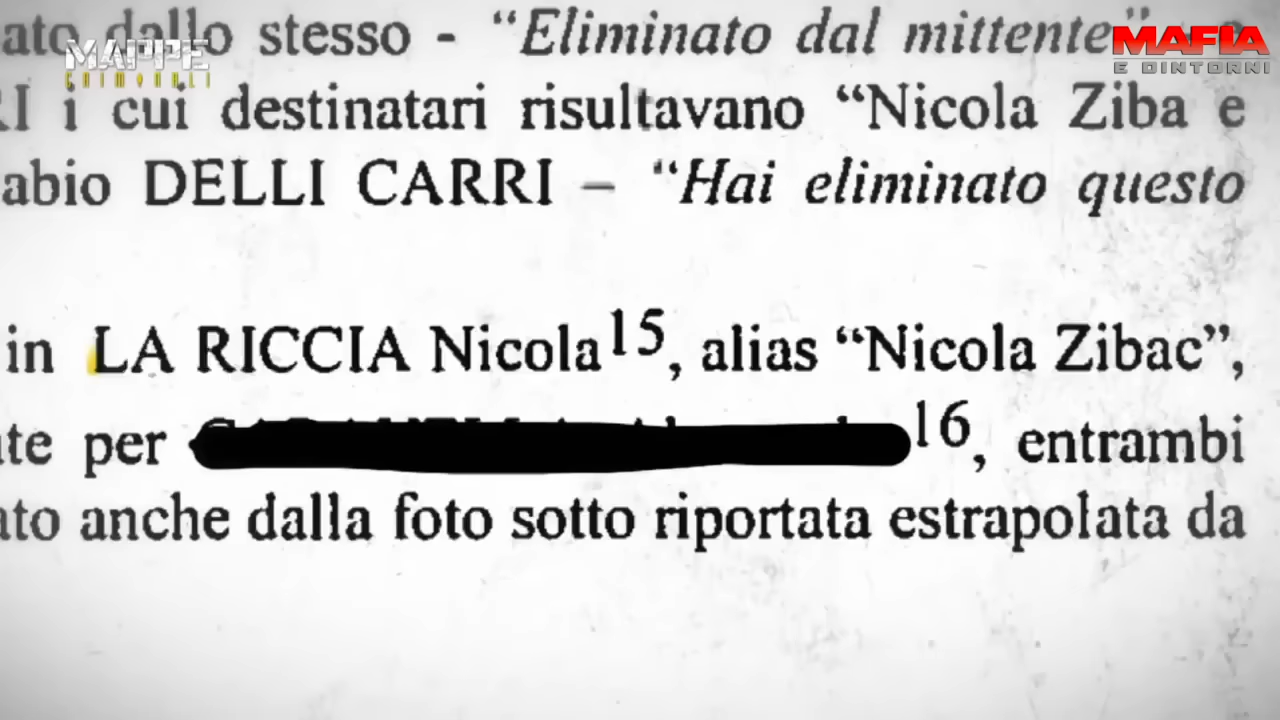 MAPPE
CRIMINALI
MAFIA
E DINTORNI
ato dallo stesso - “Eliminato dal mittente”
RI i cui destinatari risultavano “Nicola Ziba e
abio DELLI CARRI – “Hai eliminato questo
in LA RICCIA Nicola15, alias “Nicola Zibac”,
per 16, entrambi
ato anche dalla foto sotto riportata estrapolata da